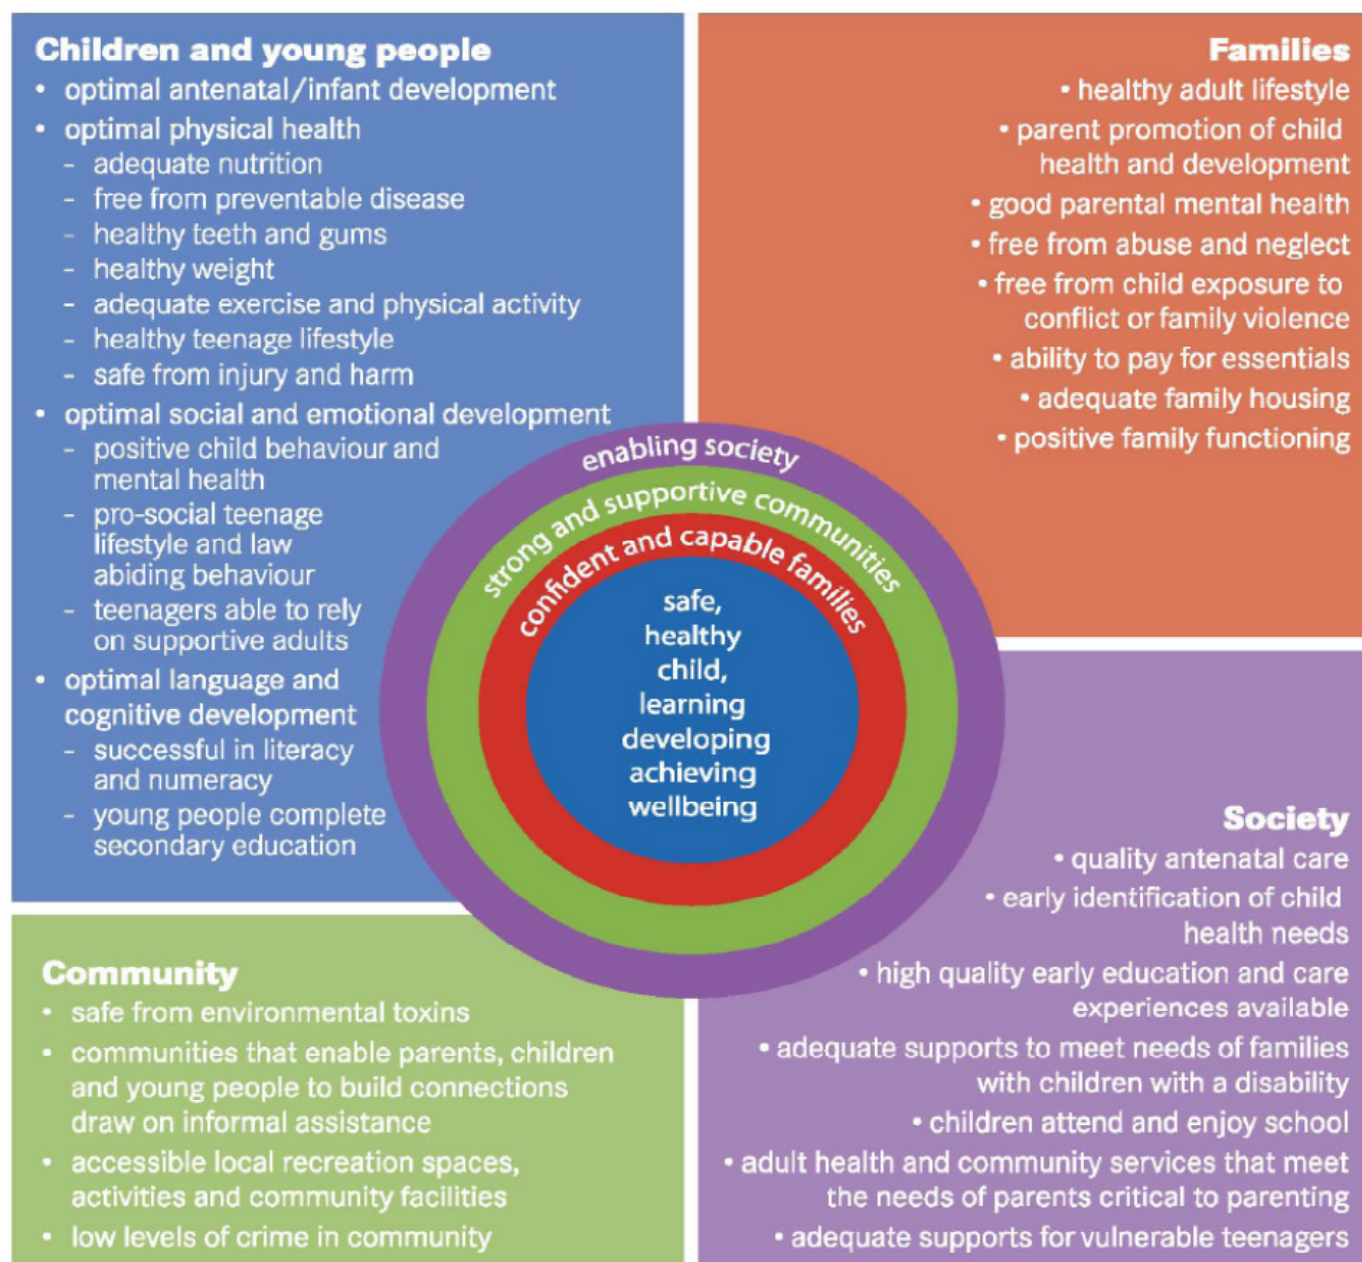 Children and young people
• optimal antenatal/infant development
• optimal physical health
- adequate nutrition
- free from preventable disease
- healthy teeth and gums
- healthy weight
- adequate exercise and physical activity
- healthy teenage lifestyle
- safe from injury and harm
• optimal social and emotional development
- positive child behaviour and
mental health
- pro-social teenage
lifestyle and law
abiding behaviour
- teenagers able to rely
on supportive adults
• optimal language and
cognitive development
- successful in literacy
and numeracy
- young people complete
secondary education
Families
• healthy adult lifestyle
• parent promotion of child
health and development
• good parental mental health
• free from abuse and neglect
• free from child exposure to
conflict or family violence
• ability to pay for essentials
• adequate family housing
• positive family functioning
enabling society
strong and supportive communities
confident and capable families
safe,
healthy
child,
learning
developing
achieving
wellbeing
Community
• safe from environmental toxins
• communities that enable parents, children
and young people to build connections
draw on informal assistance
• accessible local recreation spaces,
activities and community facilities
• low levels of crime in community
Society
• quality antenatal care
• early identification of child
health needs
• high quality early education and care
experiences available
• adequate supports to meet needs of families
with children with a disability
• children attend and enjoy school
• adult health and community services that meet
the needs of parents critical to parenting
• adequate supports for vulnerable teenagers